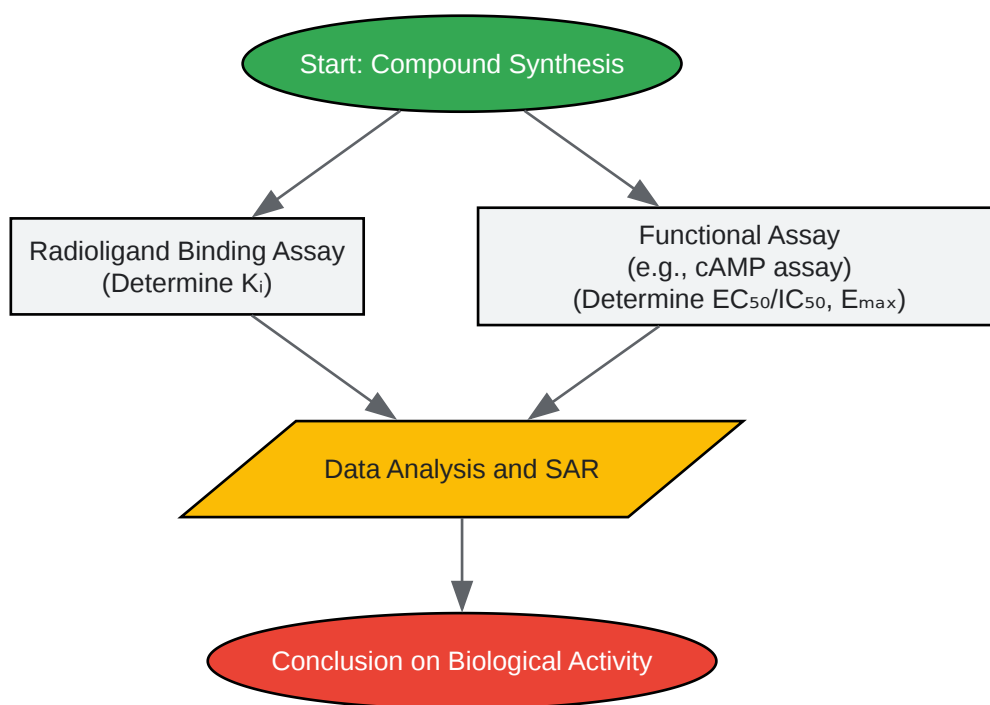 Start: Compound Synthesis
Radioligand Binding Assay
(Determine Kᵢ)
Functional Assay
(e.g., cAMP assay)
(Determine EC₅₀/IC₅₀, Eₘₐₓ)
Data Analysis and SAR
Conclusion on Biological Activity